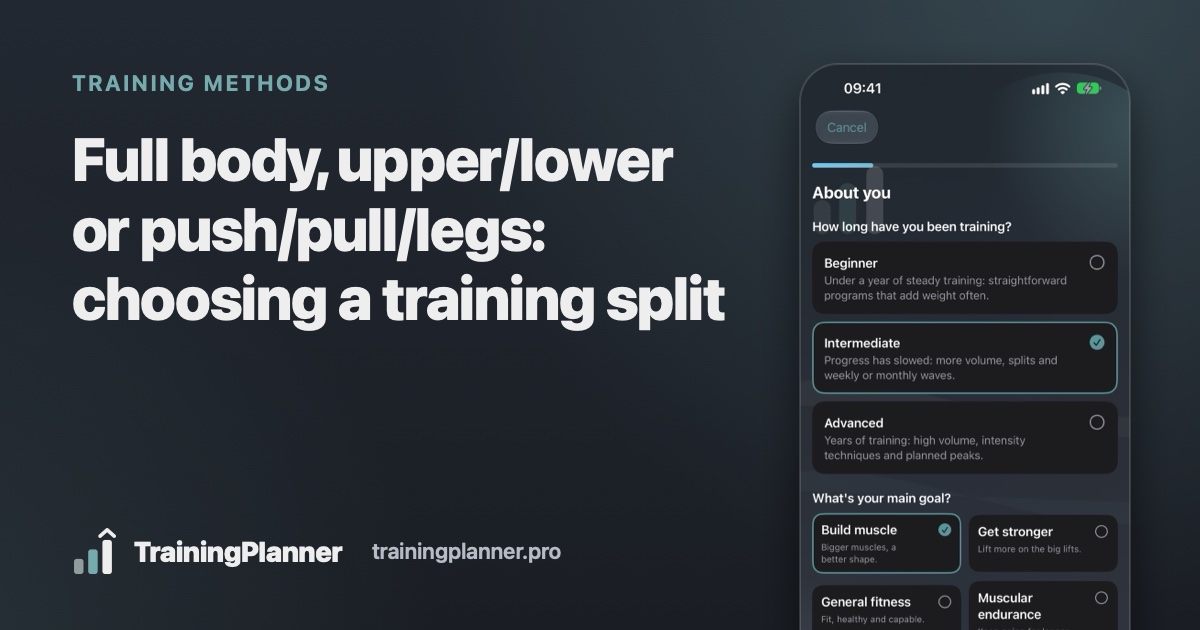 TRAINING METHODS
Full body, upper/lower
or push/pull/legs:
choosing a training split
TrainingPlanner
trainingplanner.pro
09:41
Cancel
About you
How long have you been training?
Beginner
Under a year of steady training: straightforward
programs that add weight often.
Intermediate
Progress has slowed: more volume, splits and
weekly or monthly waves.
Advanced
Years of training: high volume, intensity
techniques and planned peaks.
What's your main goal?
Build muscle
Bigger muscles, a
better shape.
Get stronger
Lift more on the big lifts.
General fitness
Fit, healthy and capable.
Muscular
endurance